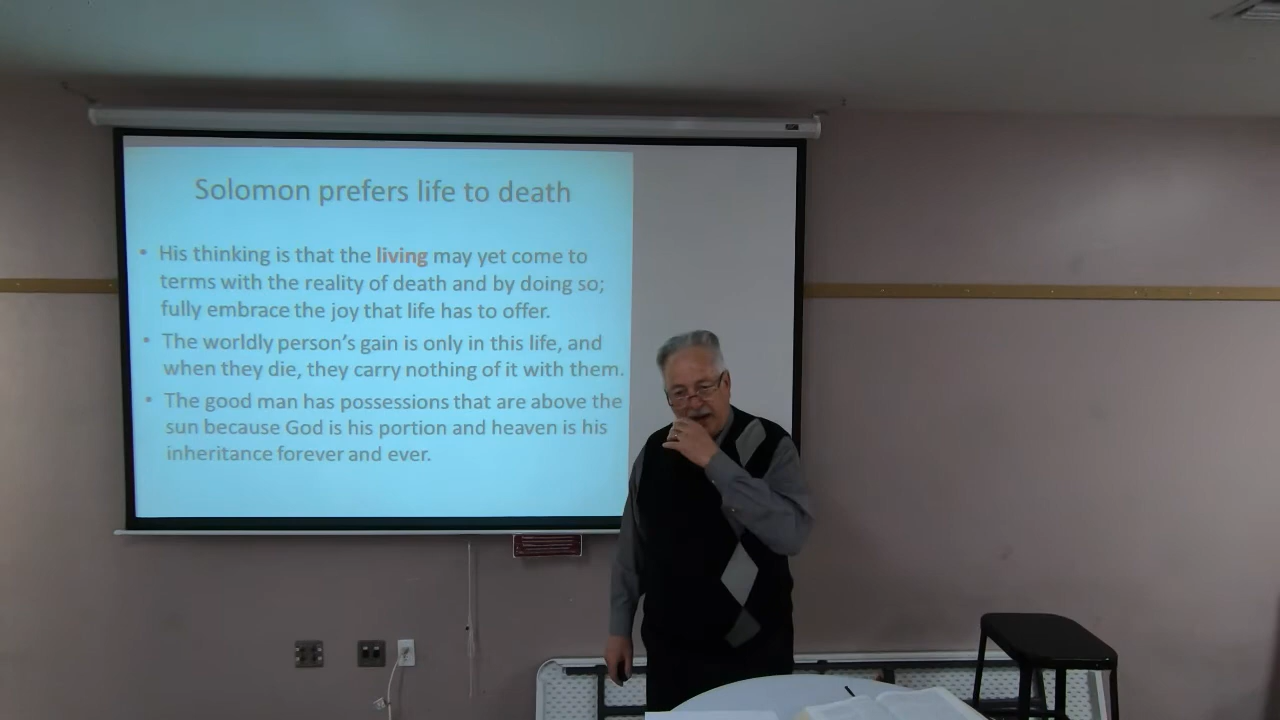 Solomon prefers life to death
• His thinking is that the living may yet come to
terms with the reality of death and by doing so;
fully embrace the joy that life has to offer.
• The worldly person's gain is only in this life, and
when they die, they carry nothing of it with them.
• The good man has possessions that are above the
sun because God is his portion and heaven is his
inheritance forever and ever.